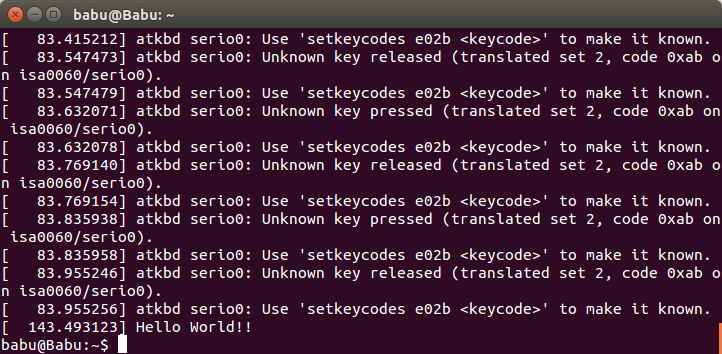 babu@Babu: ~
[   83.415212] atkbd serio0: Use 'setkeycodes e02b <keycode>' to make it known.
[   83.547473] atkbd serio0: Unknown key released (translated set 2, code 0xab o
n isa0060/serio0).
[   83.547479] atkbd serio0: Use 'setkeycodes e02b <keycode>' to make it known.
[   83.632071] atkbd serio0: Unknown key pressed (translated set 2, code 0xab on
 isa0060/serio0).
[   83.632078] atkbd serio0: Use 'setkeycodes e02b <keycode>' to make it known.
[   83.769140] atkbd serio0: Unknown key released (translated set 2, code 0xab o
n isa0060/serio0).
[   83.769154] atkbd serio0: Use 'setkeycodes e02b <keycode>' to make it known.
[   83.835938] atkbd serio0: Unknown key pressed (translated set 2, code 0xab on
 isa0060/serio0).
[   83.835958] atkbd serio0: Use 'setkeycodes e02b <keycode>' to make it known.
[   83.955246] atkbd serio0: Unknown key released (translated set 2, code 0xab o
n isa0060/serio0).
[   83.955256] atkbd serio0: Use 'setkeycodes e02b <keycode>' to make it known.
[  143.493123] Hello World!!
babu@Babu:~$